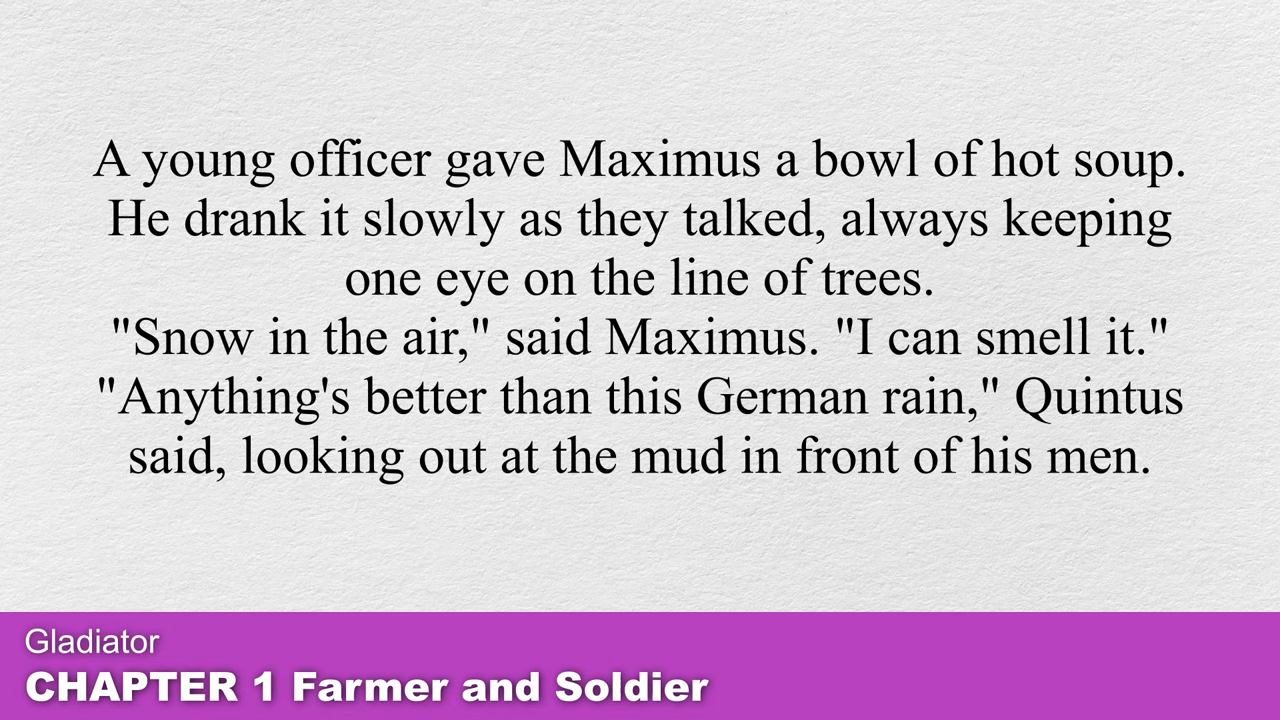 A young officer gave Maximus a bowl of hot soup.
He drank it slowly as they talked, always keeping
one eye on the line of trees.
"Snow in the air," said Maximus. "I can smell it."
"Anything's better than this German rain," Quintus
said, looking out at the mud in front of his men.
Gladiator
CHAPTER 1 Farmer and Soldier